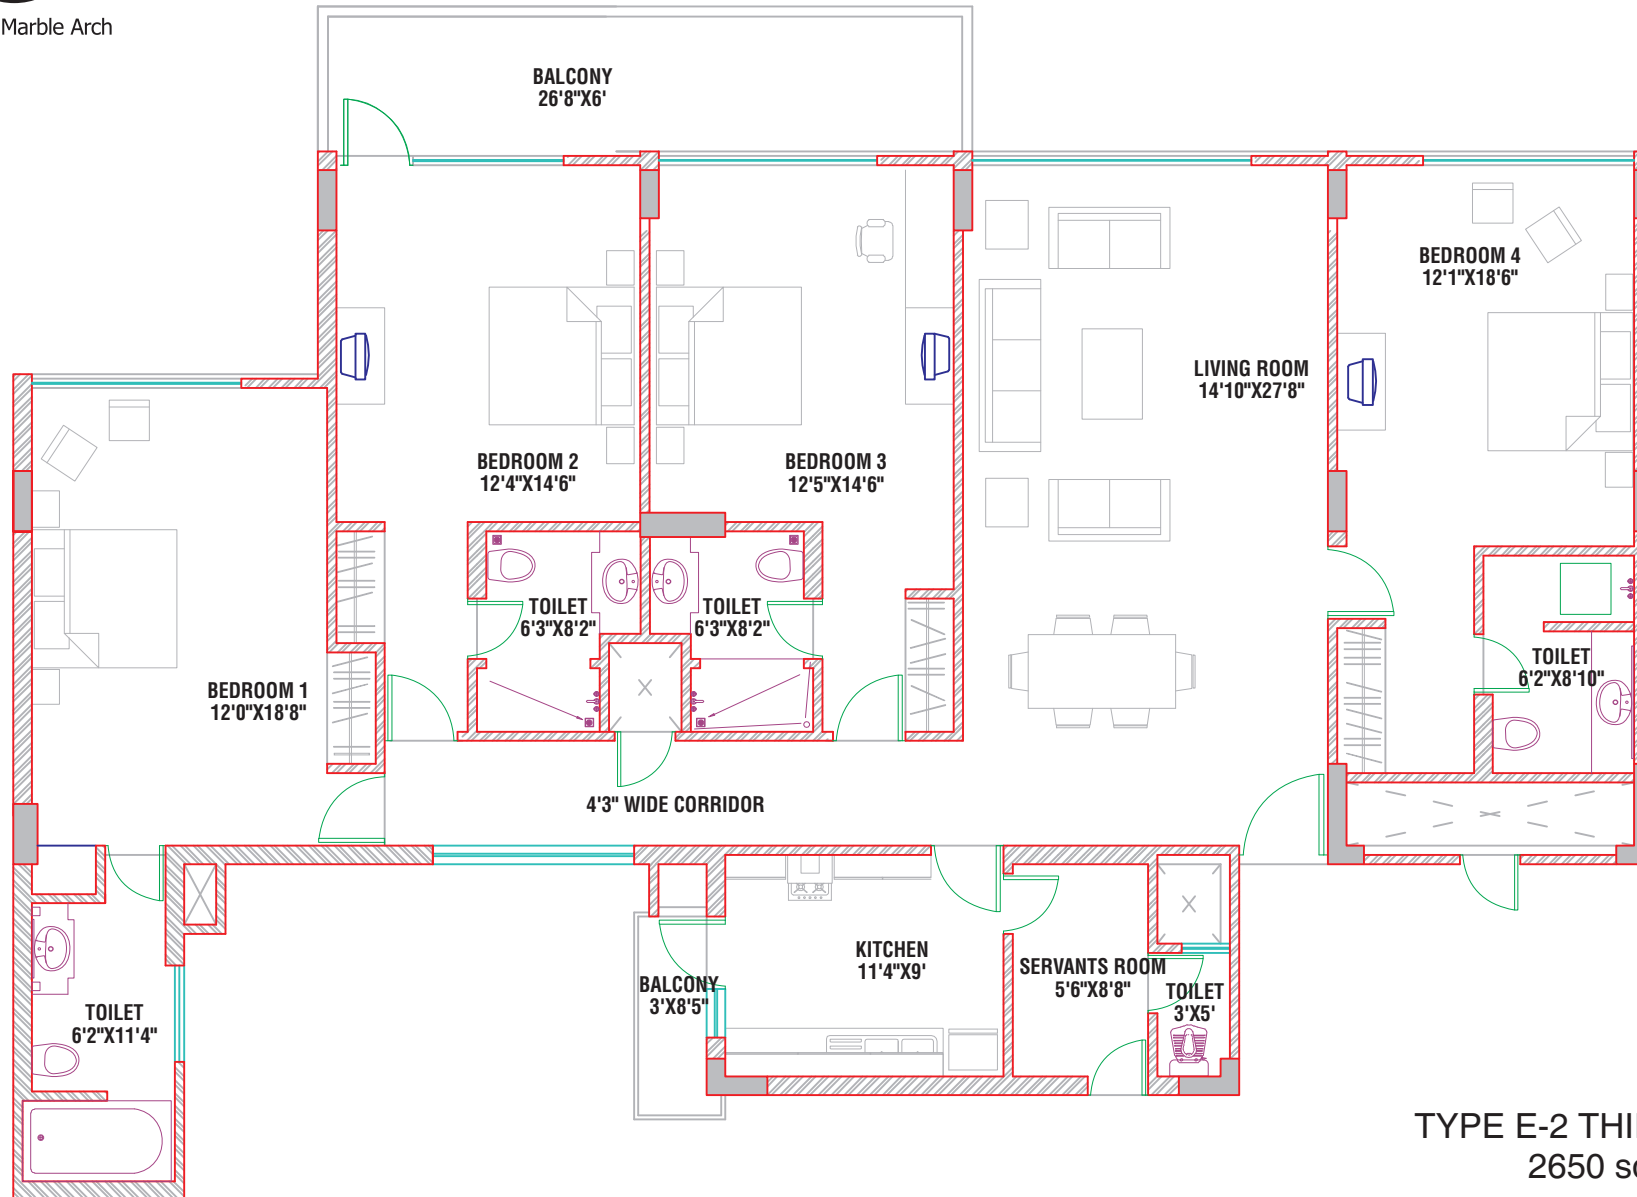 Marble Arch
BALCONY
26'8"X6'
BEDROOM 4
12'1"X18'6"
LIVING ROOM
14'10"X27'8"
BEDROOM 2
12'4"X14'6"
BEDROOM 3
12'5"X14'6"
TOILET
6'3"X8'2"
TOILET
6'3"X8'2"
TOILET
6'2"X8'10"
BEDROOM 1
12'0"X18'8"
4'3" WIDE CORRIDOR
KITCHEN
11'4"X9'
SERVANTS ROOM
5'6"X8'8"
BALCONY
3'X8'5"
TOILET
3'X5'
TOILET
6'2"X11'4"
TYPE E-2
2650